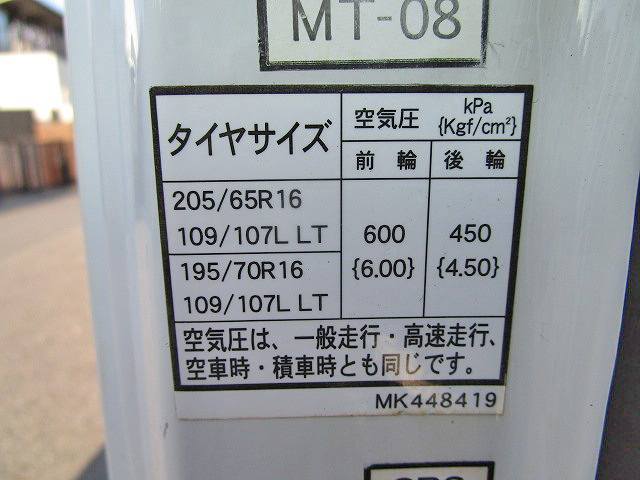 MT-08
タイヤサイズ
空気圧 kPa
{Kgf/cm²}
前輪 後輪
205/65R16
109/107L LT
195/70R16
109/107L LT
600 450
{6.00} {4.50}
空気圧は、一般走行・高速走行、
空車時・積車時とも同じです。
MK448419